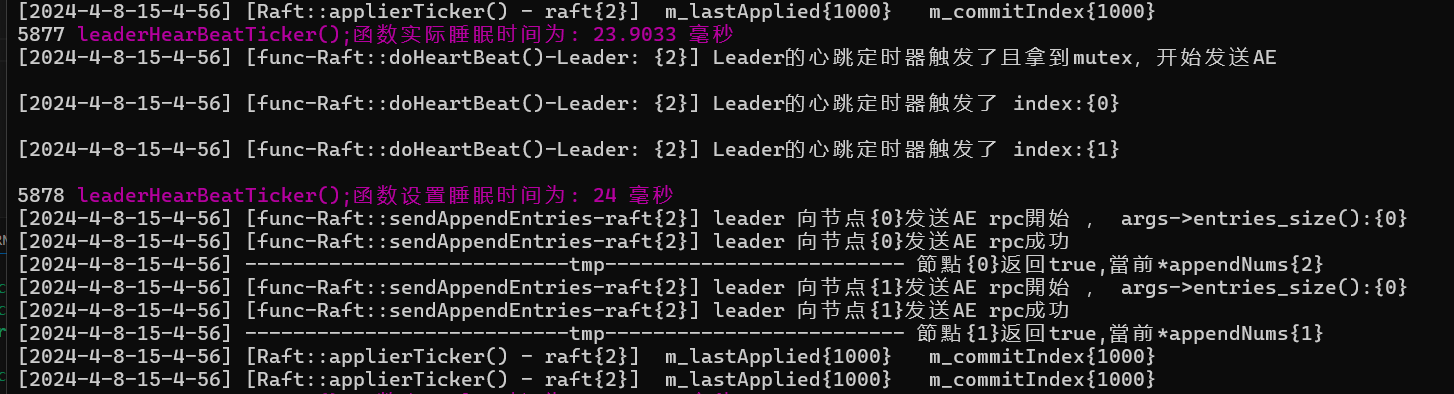 [2024-4-8-15-4-56] [Raft::applierTicker() - raft{2}]  m_lastApplied{1000}   m_commitIndex{1000}
5877 leaderHearBeatTicker();函数实际睡眠时间为: 23.9033 毫秒
[2024-4-8-15-4-56] [func-Raft::doHeartBeat()-Leader: {2}] Leader的心跳定时器触发了且拿到mutex，开始发送AE
[2024-4-8-15-4-56] [func-Raft::doHeartBeat()-Leader: {2}] Leader的心跳定时器触发了 index:{0}
[2024-4-8-15-4-56] [func-Raft::doHeartBeat()-Leader: {2}] Leader的心跳定时器触发了 index:{1}
5878 leaderHearBeatTicker();函数设置睡眠时间为: 24 毫秒
[2024-4-8-15-4-56] [func-Raft::sendAppendEntries-raft{2}] leader 向节点{0}发送AE rpc開始 ， args->entries_size():{0}
[2024-4-8-15-4-56] [func-Raft::sendAppendEntries-raft{2}] leader 向节点{0}发送AE rpc成功
[2024-4-8-15-4-56] ---------------------------tmp------------------------- 節點{0}返回true,當前*appendNums{2}
[2024-4-8-15-4-56] [func-Raft::sendAppendEntries-raft{2}] leader 向节点{1}发送AE rpc開始 ， args->entries_size():{0}
[2024-4-8-15-4-56] [func-Raft::sendAppendEntries-raft{2}] leader 向节点{1}发送AE rpc成功
[2024-4-8-15-4-56] ---------------------------tmp------------------------- 節點{1}返回true,當前*appendNums{1}
[2024-4-8-15-4-56] [Raft::applierTicker() - raft{2}]  m_lastApplied{1000}   m_commitIndex{1000}
[2024-4-8-15-4-56] [Raft::applierTicker() - raft{2}]  m_lastApplied{1000}   m_commitIndex{1000}